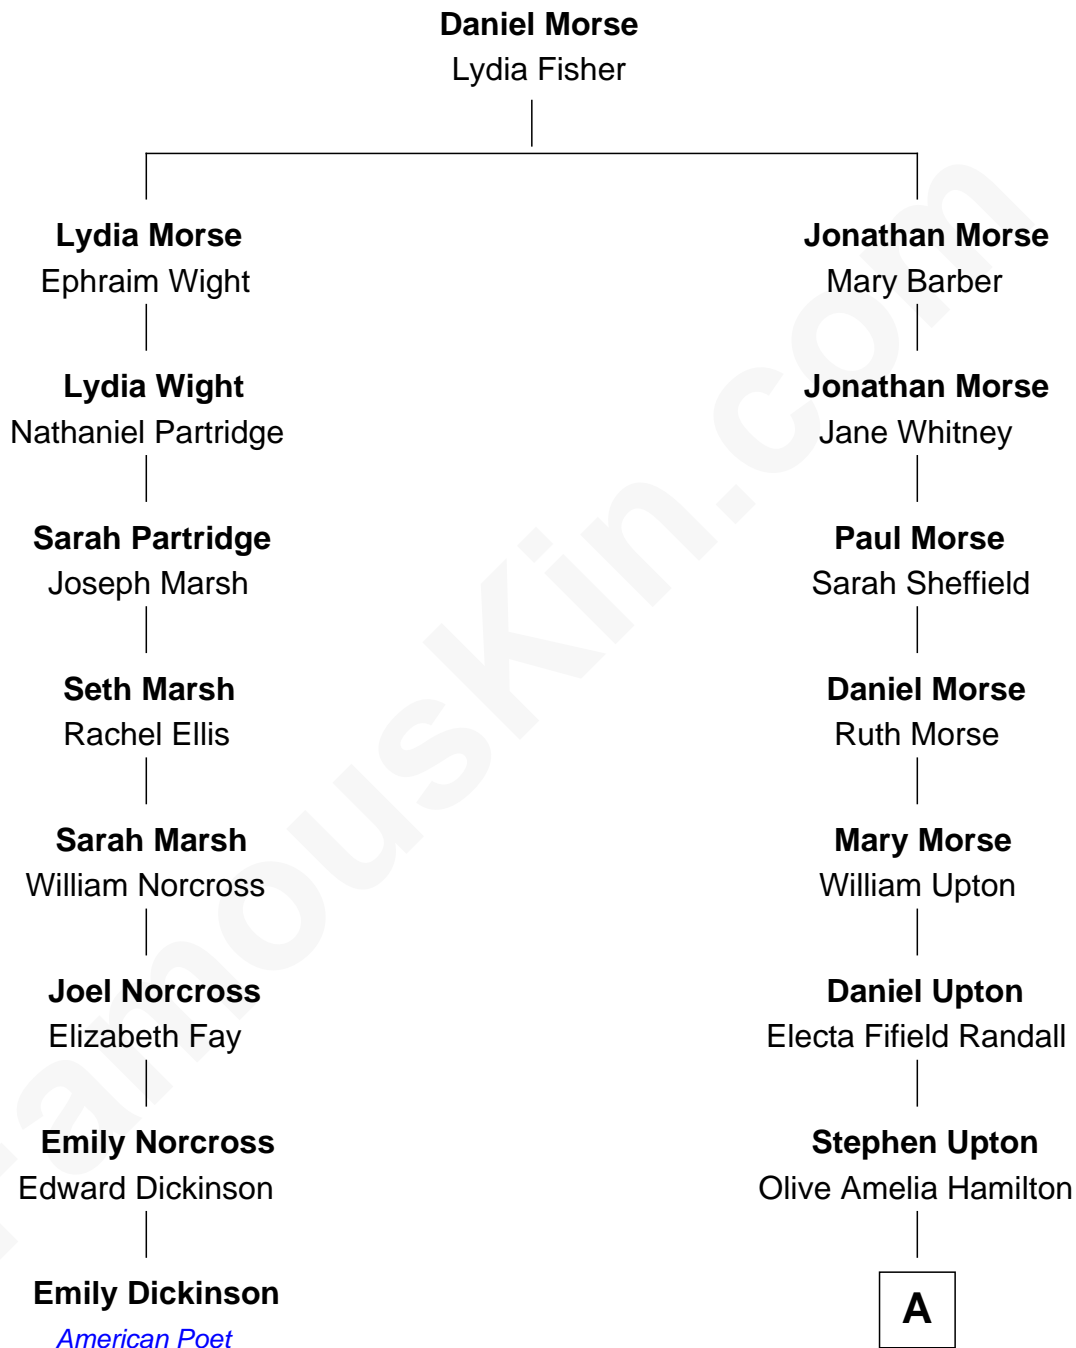 Daniel Morse
Lydia Fisher
Lydia Morse
Ephraim Wight
Jonathan Morse
Mary Barber
Lydia Wight
Nathaniel Partridge
Jonathan Morse
Jane Whitney
Sarah Partridge
Joseph Marsh
Paul Morse
Sarah Sheffield
Seth Marsh
Rachel Ellis
Daniel Morse
Ruth Morse
Sarah Marsh
William Norcross
Mary Morse
William Upton
Joel Norcross
Elizabeth Fay
Daniel Upton
Electa Fifield Randall
Emily Norcross
Edward Dickinson
Stephen Upton
Olive Amelia Hamilton
Emily Dickinson
American Poet
A
FamousKin.com